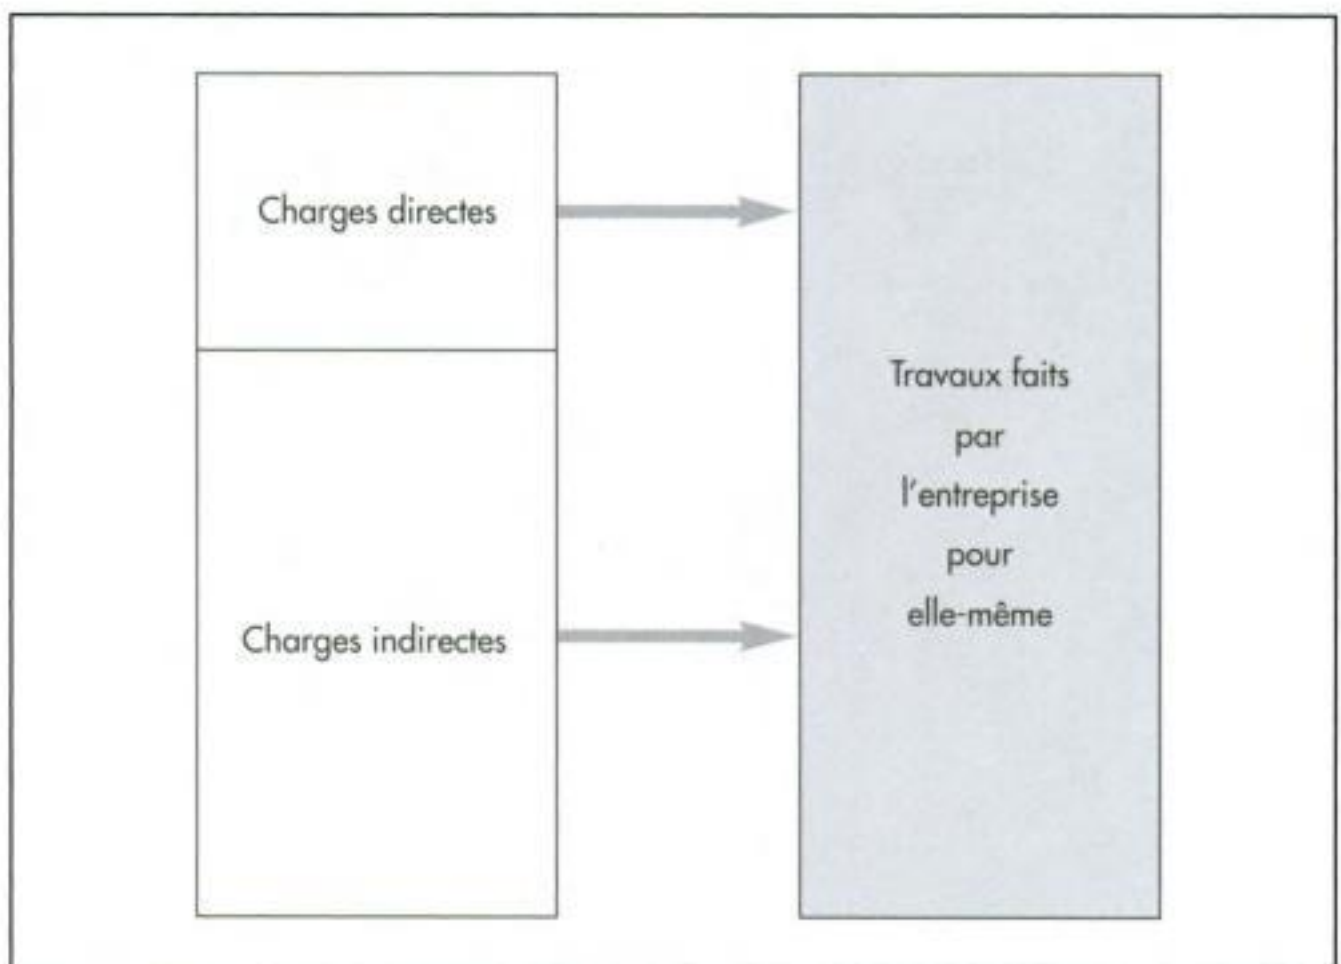 Charges directes
Charges indirectes
Travaux faits
par
l'entreprise
pour
elle-même